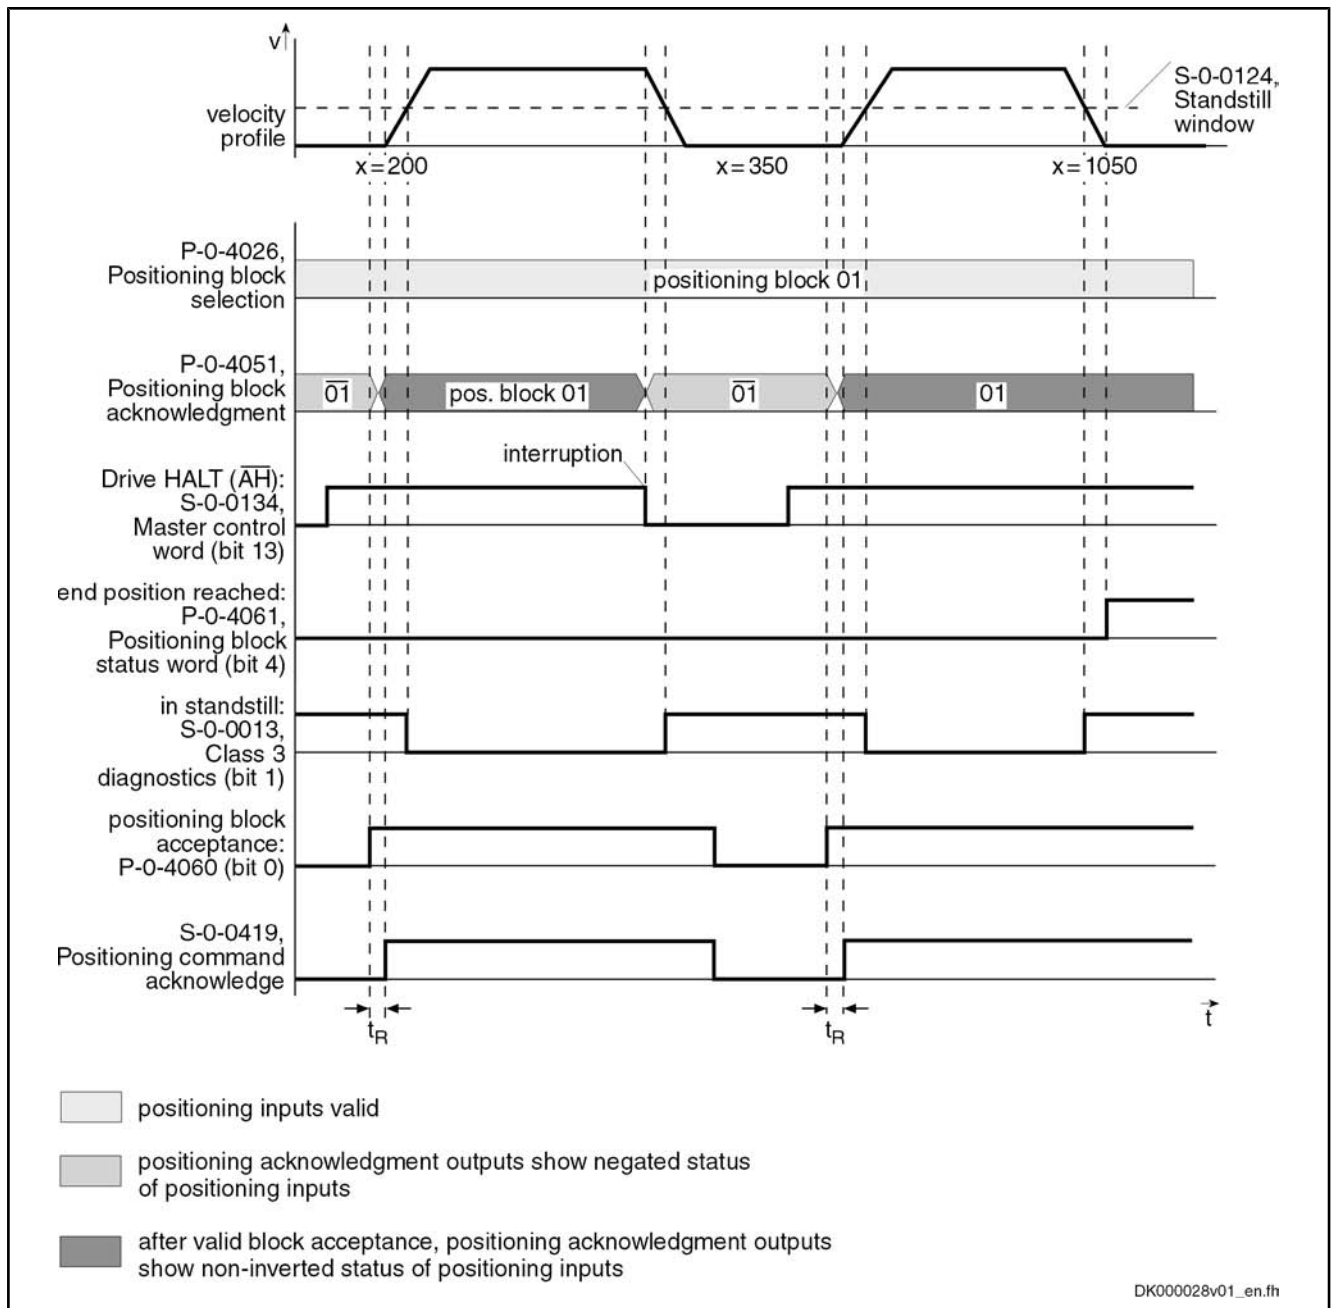 v
velocity
profile
S-0-0124,
Standstill
window
x=200
x=350
x=1050
P-0-4026,
Positioning block
selection
positioning block 01
P-0-4051,
Positioning block
acknowledgment
0̅1̅
pos. block 01
0̅1̅
01
interruption
Drive HALT (A̅H̅):
S-0-0134,
Master control
word (bit 13)
end position reached:
P-0-4061,
Positioning block
status word (bit 4)
in standstill:
S-0-0013,
Class 3
diagnostics (bit 1)
positioning block
acceptance:
P-0-4060 (bit 0)
S-0-0419,
Positioning command
acknowledge
tR
tR
t
positioning inputs valid
positioning acknowledgment outputs show negated status
of positioning inputs
after valid block acceptance, positioning acknowledgment outputs
show non-inverted status of positioning inputs
DK000028v01_en.fh